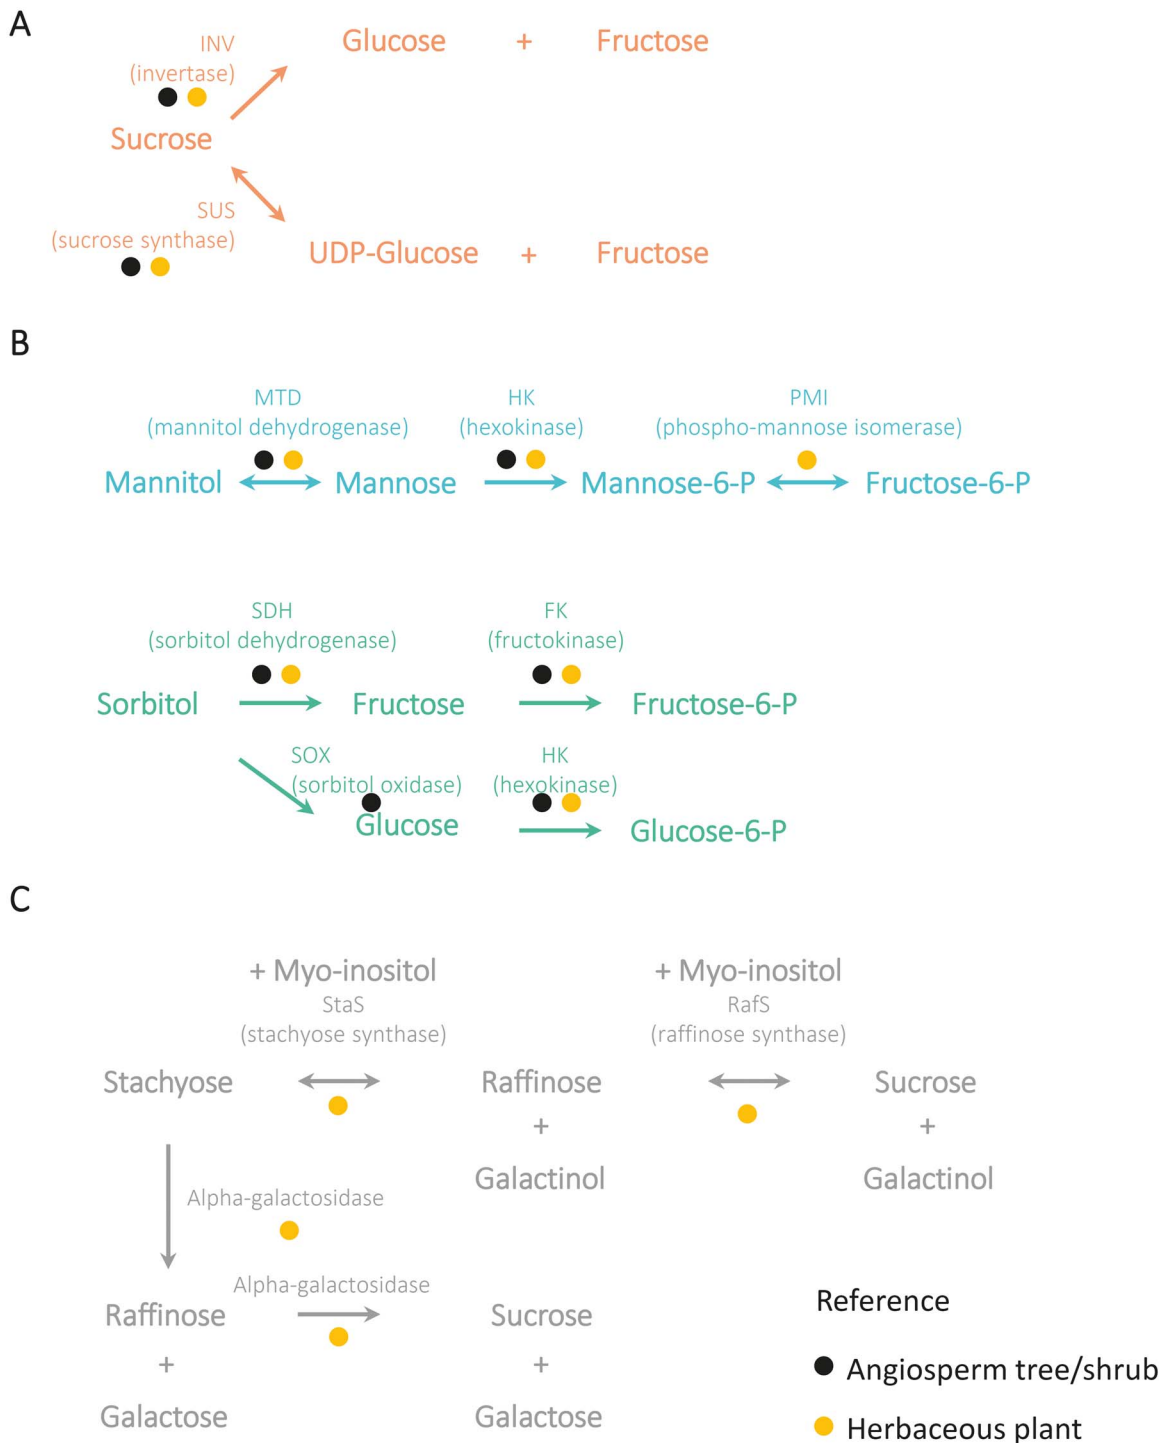 A
INV
(invertase)
Glucose + Fructose
Sucrose
SUS
(sucrose synthase)
UDP-Glucose + Fructose
B
MTD
(mannitol dehydrogenase)
HK
(hexokinase)
PMI
(phospho-mannose isomerase)
Mannitol Mannose Mannose-6-P Fructose-6-P
SDH
(sorbitol dehydrogenase)
FK
(fructokinase)
Sorbitol Fructose Fructose-6-P
SOX
(sorbitol oxidase)
HK
(hexokinase)
Glucose Glucose-6-P
C
+ Myo-inositol
StaS
(stachyose synthase)
+ Myo-inositol
RafS
(raffinose synthase)
Stachyose Raffinose Sucrose
+ +
Galactinol Galactinol
Alpha-galactosidase
Alpha-galactosidase
Raffinose Sucrose
+ +
Galactose Galactose
Reference
Angiosperm tree/shrub
Herbaceous plant